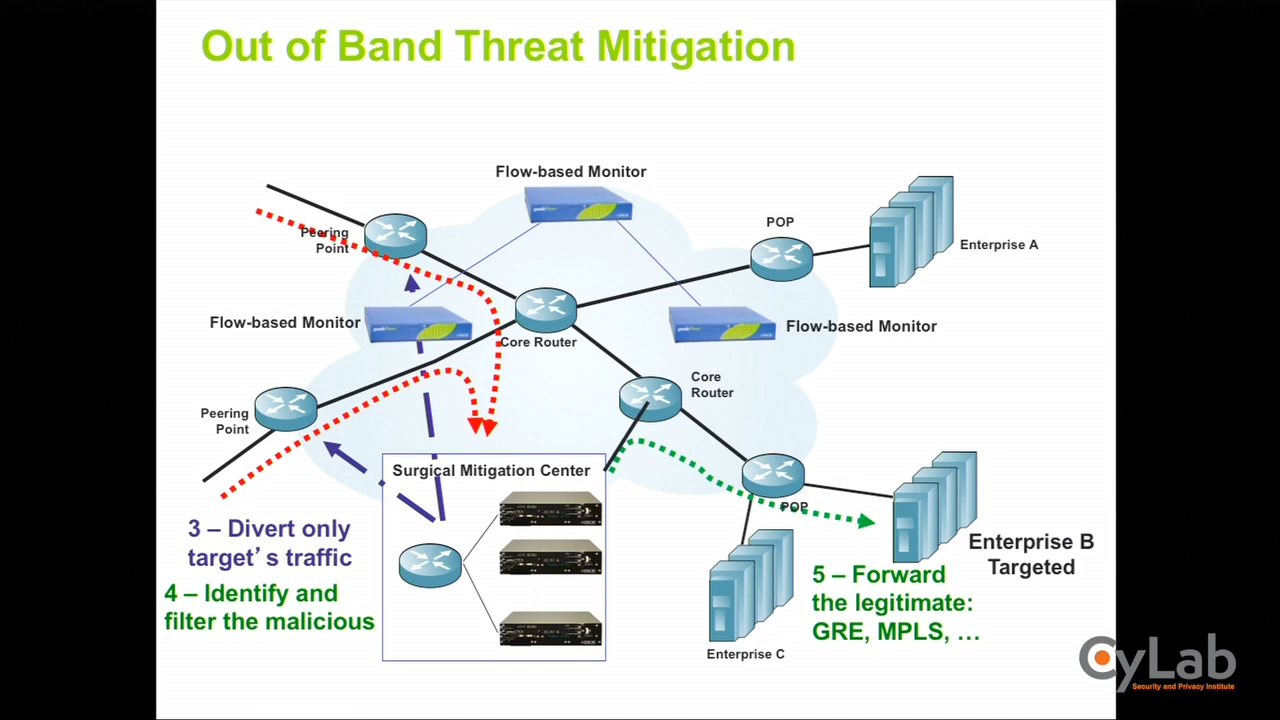 Out of Band Threat Mitigation
Flow-based Monitor
Peering
Point
POP
Enterprise A
Flow-based Monitor
Flow-based Monitor
Core Router
Core
Router
Peering
Point
Surgical Mitigation Center
POP
3 – Divert only
target’s traffic
4 – Identify and
filter the malicious
Enterprise B
Targeted
5 – Forward
the legitimate:
GRE, MPLS, …
Enterprise C
CyLab
Security and Privacy Institute